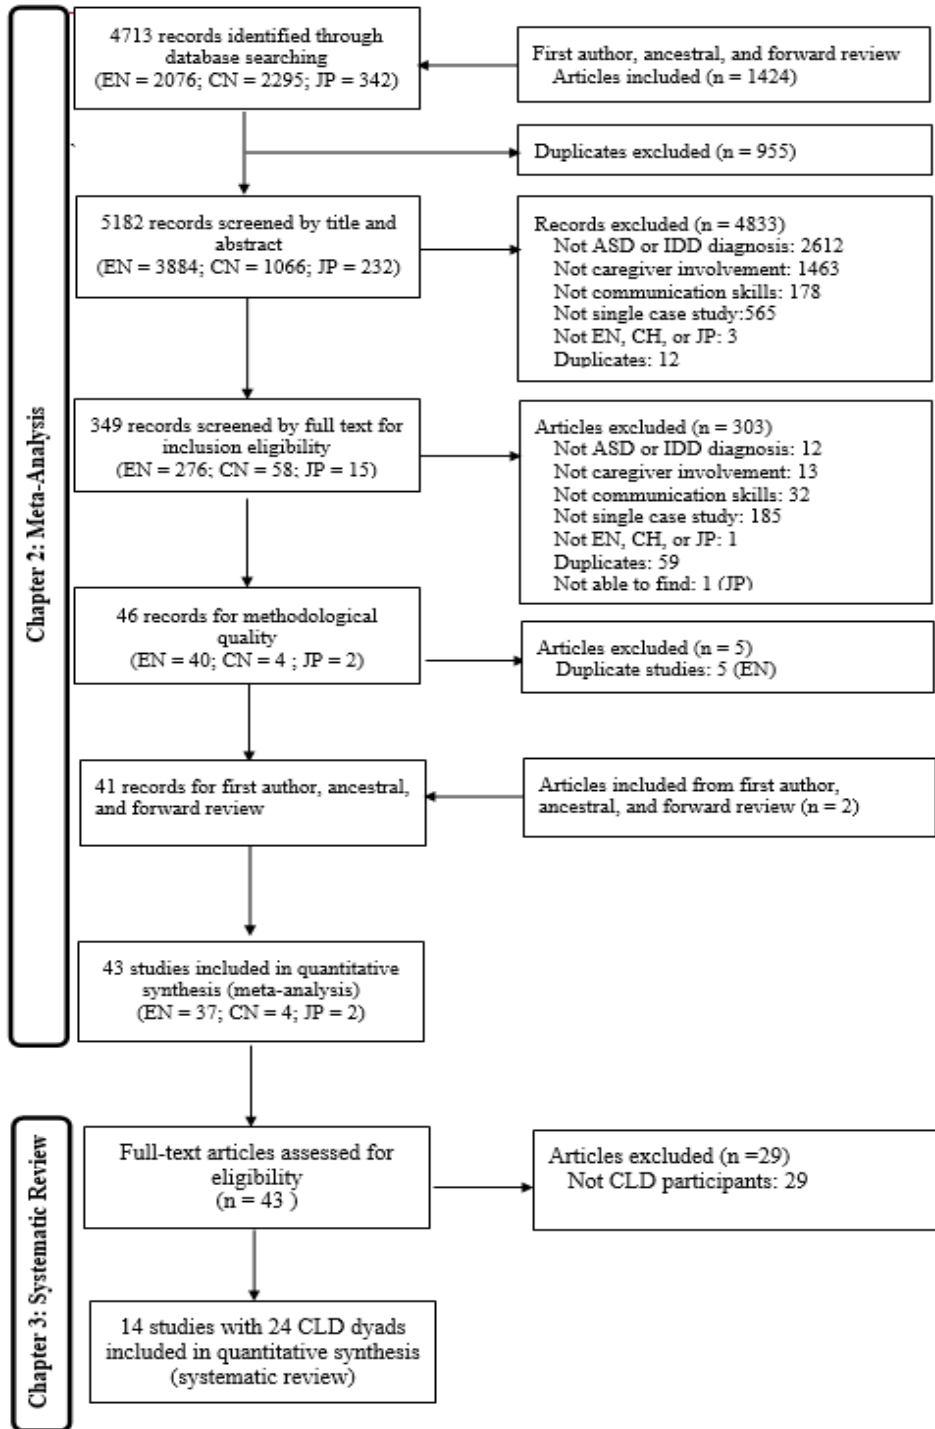 4713 records identified through
database searching
(EN = 2076; CN = 2295; JP = 342)
First author, ancestral, and forward review
Articles included (n = 1424)
Duplicates excluded (n = 955)
5182 records screened by title and
abstract
(EN = 3884; CN = 1066; JP = 232)
Records excluded (n = 4833)
Not ASD or IDD diagnosis: 2612
Not caregiver involvement: 1463
Not communication skills: 178
Not single case study:565
Not EN, CH, or JP: 3
Duplicates: 12
349 records screened by full text for
inclusion eligibility
(EN = 276; CN = 58; JP = 15)
Articles excluded (n = 303)
Not ASD or IDD diagnosis: 12
Not caregiver involvement: 13
Not communication skills: 32
Not single case study: 185
Not EN, CH, or JP: 1
Duplicates: 59
Not able to find: 1 (JP)
46 records for methodological
quality
(EN = 40; CN = 4 ; JP = 2)
Articles excluded (n = 5)
Duplicate studies: 5 (EN)
41 records for first author, ancestral,
and forward review
Articles included from first author,
ancestral, and forward review (n = 2)
43 studies included in quantitative
synthesis (meta-analysis)
(EN = 37; CN = 4; JP = 2)
Chapter 2: Meta-Analysis
Full-text articles assessed for
eligibility
(n = 43 )
Articles excluded (n =29)
Not CLD participants: 29
14 studies with 24 CLD dyads
included in quantitative synthesis
(systematic review)
Chapter 3: Systematic Review